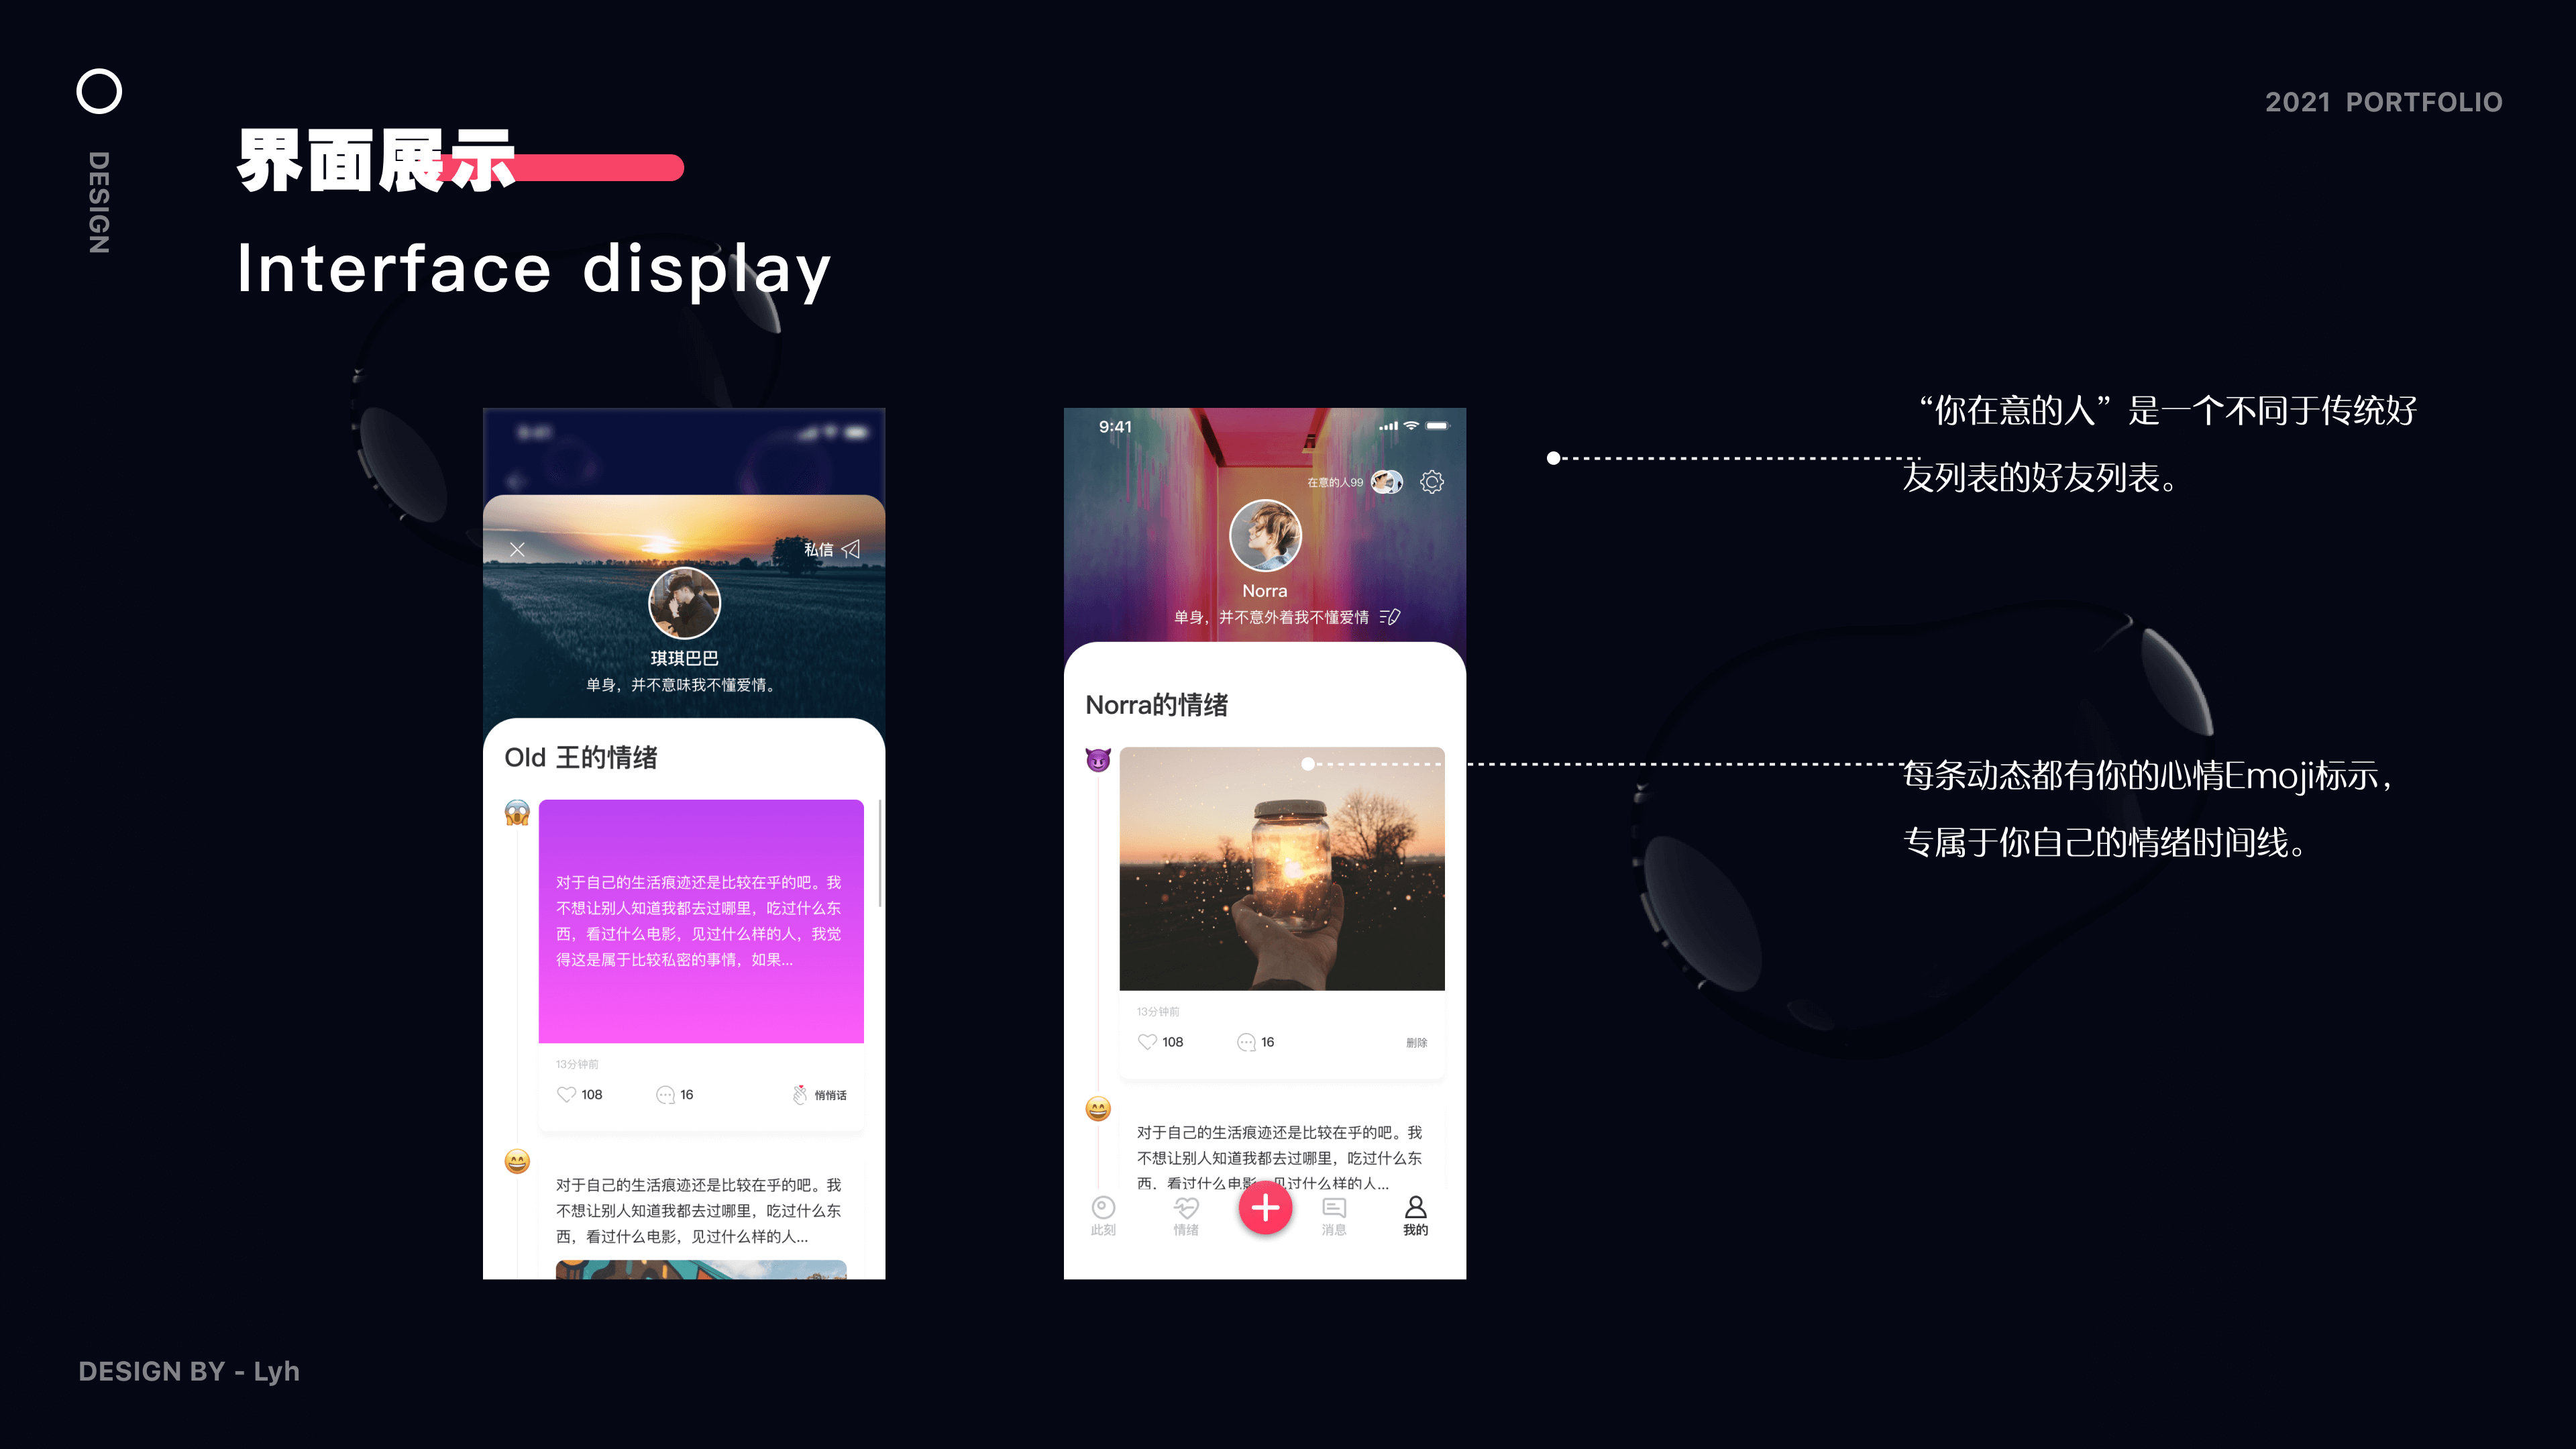 DESIGN
2021 PORTFOLIO
界面展示
Interface display
私信
琪琪巴巴
单身，并不意味我不懂爱情。
Old 王的情绪
对于自己的生活痕迹还是比较在乎的吧。我
不想让别人知道我都去过哪里，吃过什么东
西，看过什么电影，见过什么样的人，我觉
得这是属于比较私密的事情，如果...
13分钟前
108
16
悄悄话
对于自己的生活痕迹还是比较在乎的吧。我
不想让别人知道我都去过哪里，吃过什么东
西，看过什么电影，见过什么样的人...
9:41
在意的人99
Norra
单身，并不意外着我不懂爱情
Norra的情绪
13分钟前
108
16
删除
对于自己的生活痕迹还是比较在乎的吧。我
不想让别人知道我都去过哪里，吃过什么东
西，看过什么电影，见过什么样的人...
此刻
情绪
消息
我的
“你在意的人”是一个不同于传统好
友列表的好友列表。
每条动态都有你的心情Emoji标示，
专属于你自己的情绪时间线。
DESIGN BY - Lyh